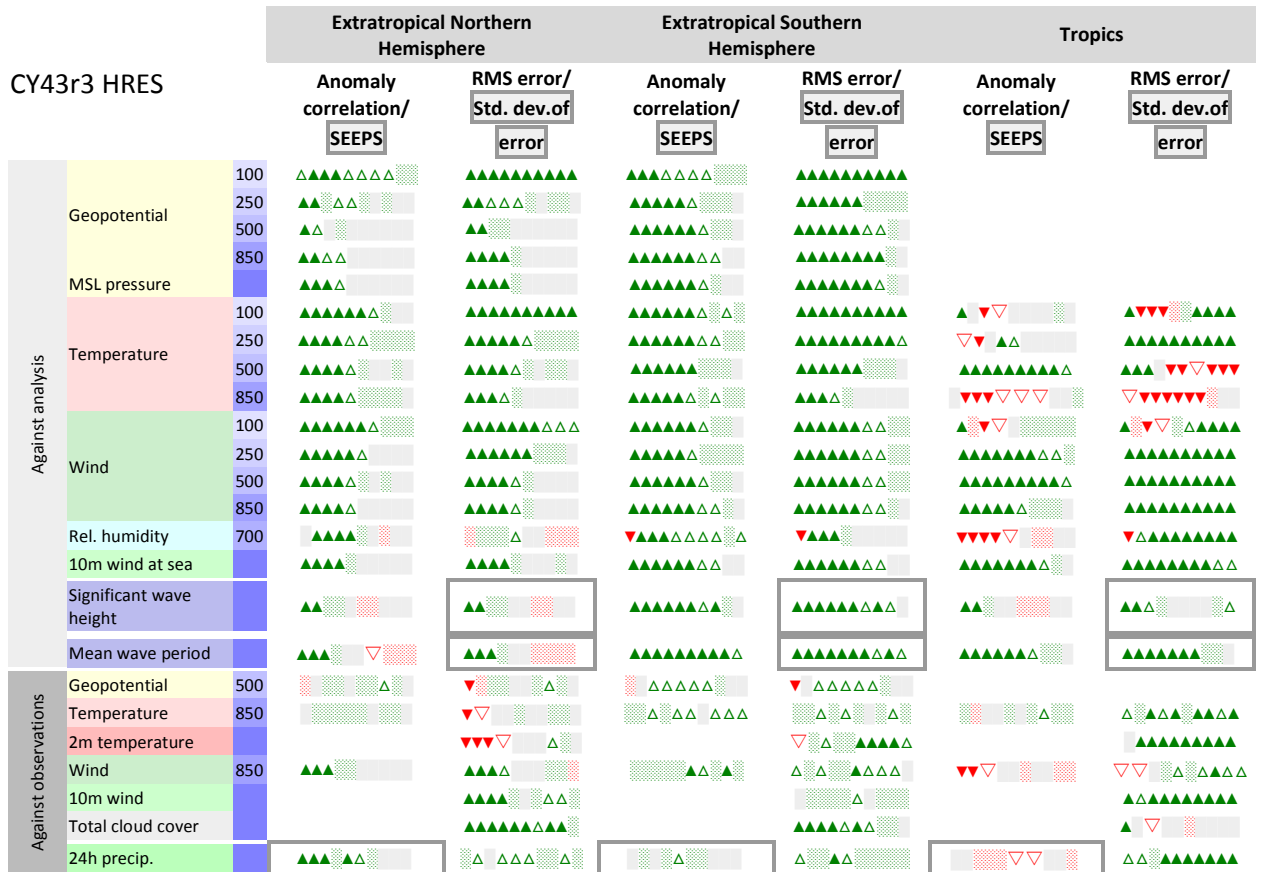 Extratropical Northern
Hemisphere
Extratropical Southern
Hemisphere
Tropics
CY43r3 HRES
Anomaly
correlation/
SEEPS
RMS error/
Std. dev.of
error
Anomaly
correlation/
SEEPS
RMS error/
Std. dev.of
error
Anomaly
correlation/
SEEPS
RMS error/
Std. dev.of
error
Against analysis
Geopotential
100
250
500
850
MSL pressure
Temperature
100
250
500
850
Wind
100
250
500
850
Rel. humidity 700
10m wind at sea
Significant wave
height
Mean wave period
Against observations
Geopotential 500
Temperature 850
2m temperature
Wind 850
10m wind
Total cloud cover
24h precip.